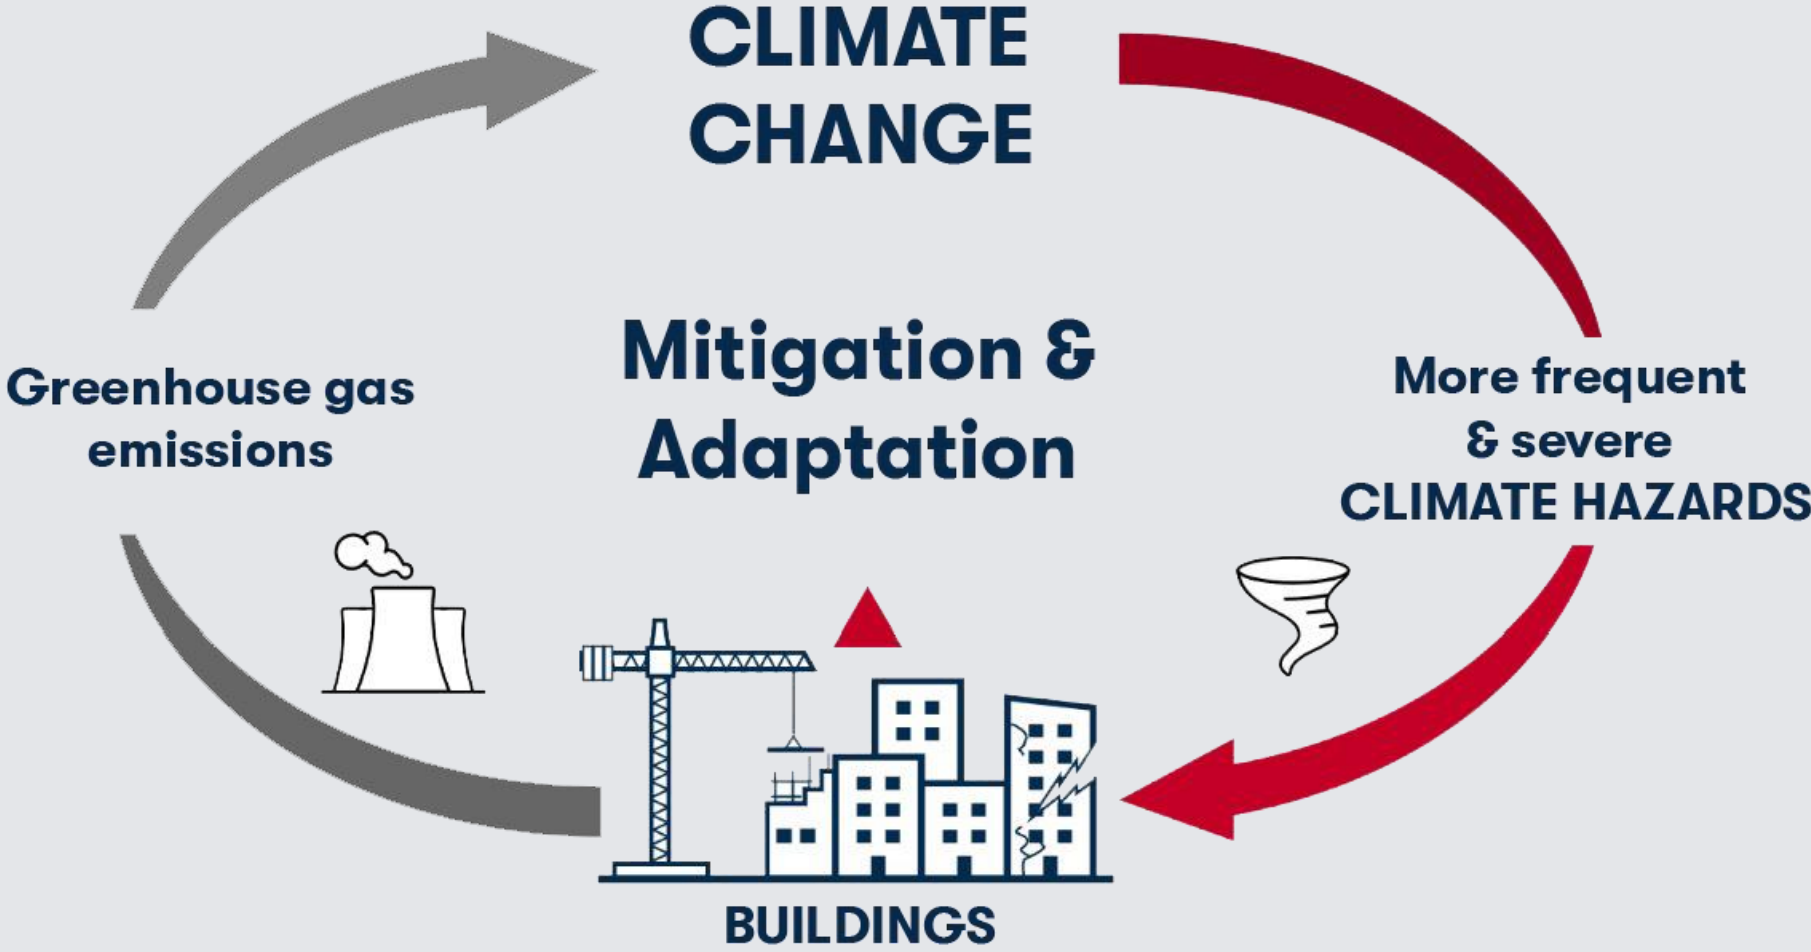 CLIMATE
CHANGE
Mitigation &
Adaptation
Greenhouse gas
emissions
More frequent
& severe
CLIMATE HAZARDS
BUILDINGS